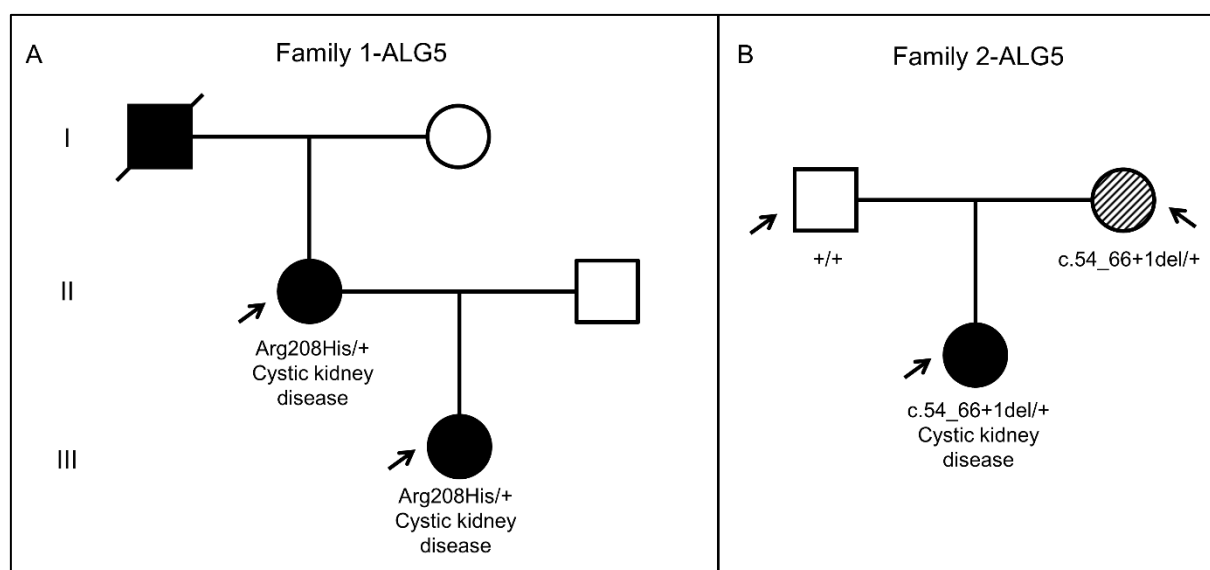 A
Family 1-ALG5
I
II
Arg208His/+
Cystic kidney
disease
III
Arg208His/+
Cystic kidney
disease
B
Family 2-ALG5
+/+
c.54_66+1del/+
c.54_66+1del/+
Cystic kidney
disease